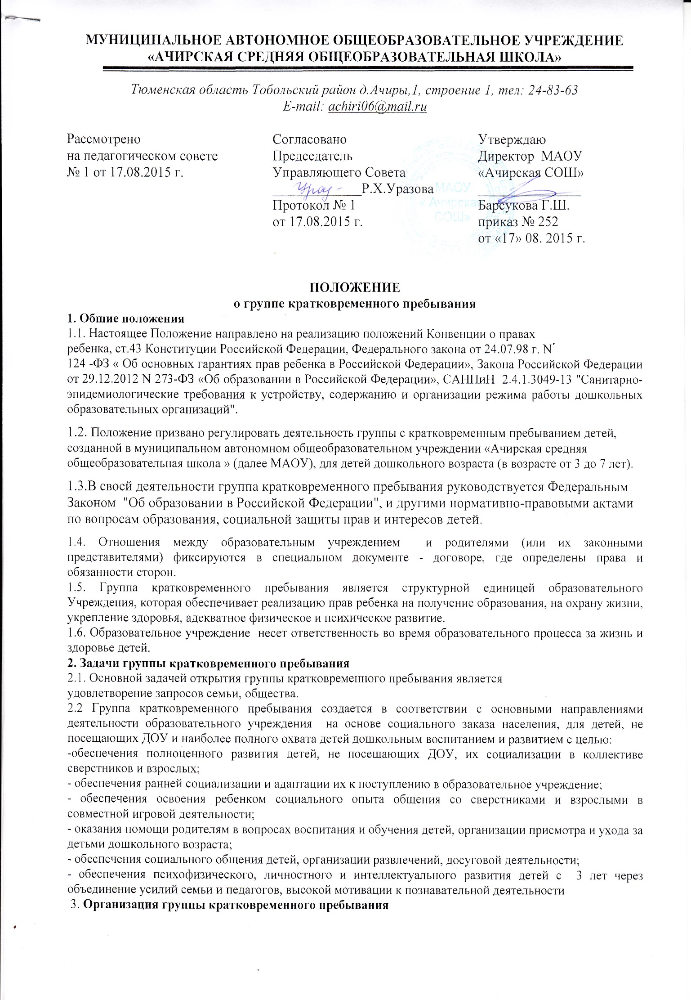 МУНИЦИПАЛЬНОЕ АВТОНОМНОЕ ОБЩЕОБРАЗОВАТЕЛЬНОЕ УЧРЕЖДЕНИЕ
«АЧИРСКАЯ СРЕДНЯЯ ОБЩЕОБРАЗОВАТЕЛЬНАЯ ШКОЛА»
Тюменская область Тобольский район д.Ачиры,1, строение 1, тел: 24-83-63
E-mail: achiri06@mail.ru
Рассмотрено
на педагогическом совете
№ 1 от 17.08.2015 г.
Согласовано
Председатель
Управляющего Совета
Р.Х.Уразова
Протокол № 1
от 17.08.2015 г.
МАОУ
« Ачирская
СОШ»
Утверждаю
Директор МАОУ
«Ачирская СОШ»
Барсукова Г.Ш.
приказ № 252
от «17» 08. 2015 г.
ПОЛОЖЕНИЕ
о группе кратковременного пребывания
1. Общие положения
1.1. Настоящее Положение направлено на реализацию положений Конвенции о правах
ребенка, ст.43 Конституции Российской Федерации, Федерального закона от 24.07.98 г. N
124 -ФЗ « Об основных гарантиях прав ребенка в Российской Федерации», Закона Российской Федерации
от 29.12.2012 N 273-ФЗ «Об образовании в Российской Федерации», САНПиН 2.4.1.3049-13 "Санитарно-
эпидемиологические требования к устройству, содержанию и организации режима работы дошкольных
образовательных организаций".
1.2. Положение призвано регулировать деятельность группы с кратковременным пребыванием детей,
созданной в муниципальном автономном общеобразовательном учреждении «Ачирская средняя
общеобразовательная школа » (далее МАОУ), для детей дошкольного возраста (в возрасте от 3 до 7 лет).
1.3.В своей деятельности группа кратковременного пребывания руководствуется Федеральным
Законом "Об образовании в Российской Федерации", и другими нормативно-правовыми актами
по вопросам образования, социальной защиты прав и интересов детей.
1.4. Отношения между образовательным учреждением и родителями (или их законными
представителями) фиксируются в специальном документе - договоре, где определены права и
обязанности сторон.
1.5. Группа кратковременного пребывания является структурной единицей образовательного
Учреждения, которая обеспечивает реализацию прав ребенка на получение образования, на охрану жизни,
укрепление здоровья, адекватное физическое и психическое развитие.
1.6. Образовательное учреждение несет ответственность во время образовательного процесса за жизнь и
здоровье детей.
2. Задачи группы кратковременного пребывания
2.1. Основной задачей открытия группы кратковременного пребывания является
удовлетворение запросов семьи, общества.
2.2 Группа кратковременного пребывания создается в соответствии с основными направлениями
деятельности образовательного учреждения на основе социального заказа населения, для детей, не
посещающих ДОУ и наиболее полного охвата детей дошкольным воспитанием и развитием с целью:
-обеспечения полноценного развития детей, не посещающих ДОУ, их социализации в коллективе
сверстников и взрослых;
- обеспечения ранней социализации и адаптации их к поступлению в образовательное учреждение;
- обеспечения освоения ребенком социального опыта общения со сверстниками и взрослыми в
совместной игровой деятельности;
- оказания помощи родителям в вопросах воспитания и обучения детей, организации присмотра и ухода за
детьми дошкольного возраста;
- обеспечения социального общения детей, организации развлечений, досуговой деятельности;
- обеспечения психофизического, личностного и интеллектуального развития детей с 3 лет через
объединение усилий семьи и педагогов, высокой мотивации к познавательной деятельности
3. Организация группы кратковременного пребывания